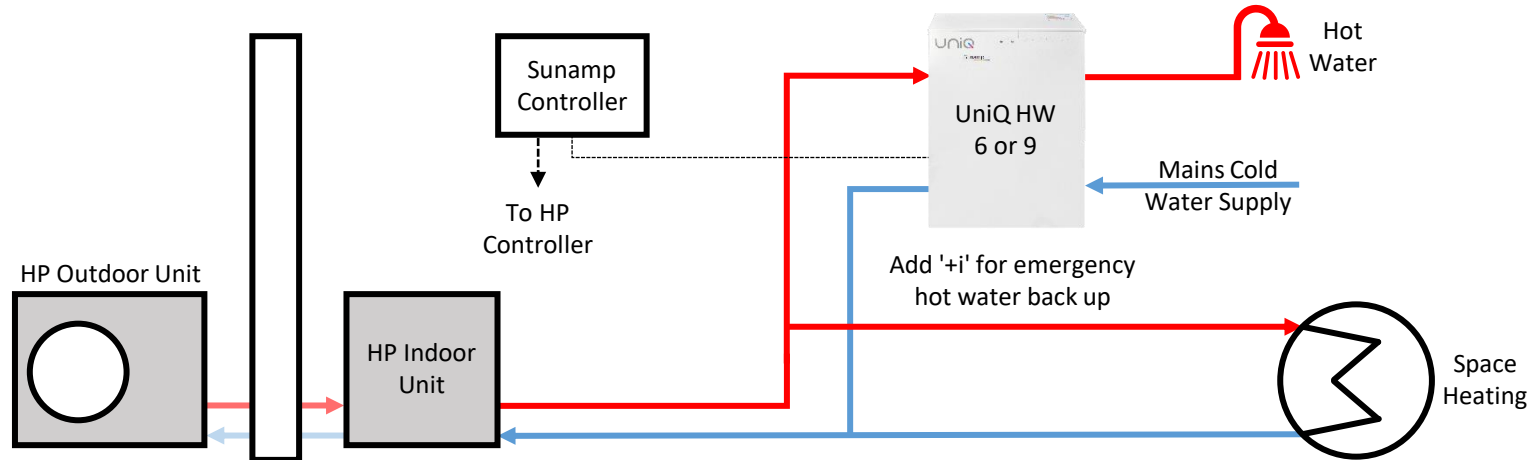 Sunamp
Controller
UniQ
sunamp
UniQ HW
6 or 9
Hot
Water
Mains Cold
Water Supply
To HP
Controller
HP Outdoor Unit
Add '+i' for emergency
hot water back up
HP Indoor
Unit
Space
Heating